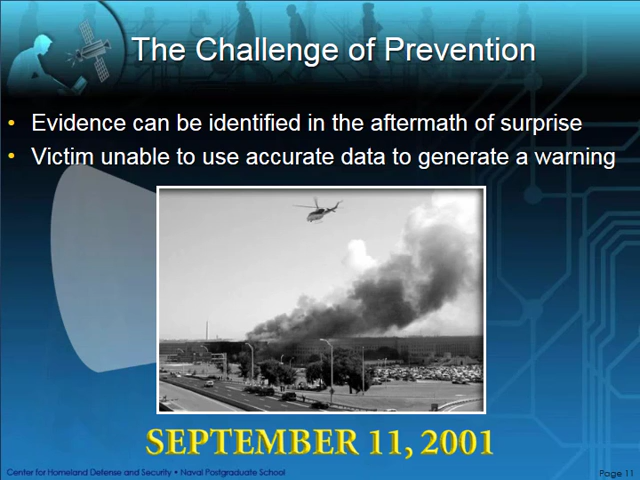 The Challenge of Prevention
• Evidence can be identified in the aftermath of surprise
• Victim unable to use accurate data to generate a warning
SEPTEMBER 11, 2001
Center for Homeland Defense and Security • Naval Postgraduate School
Page 11